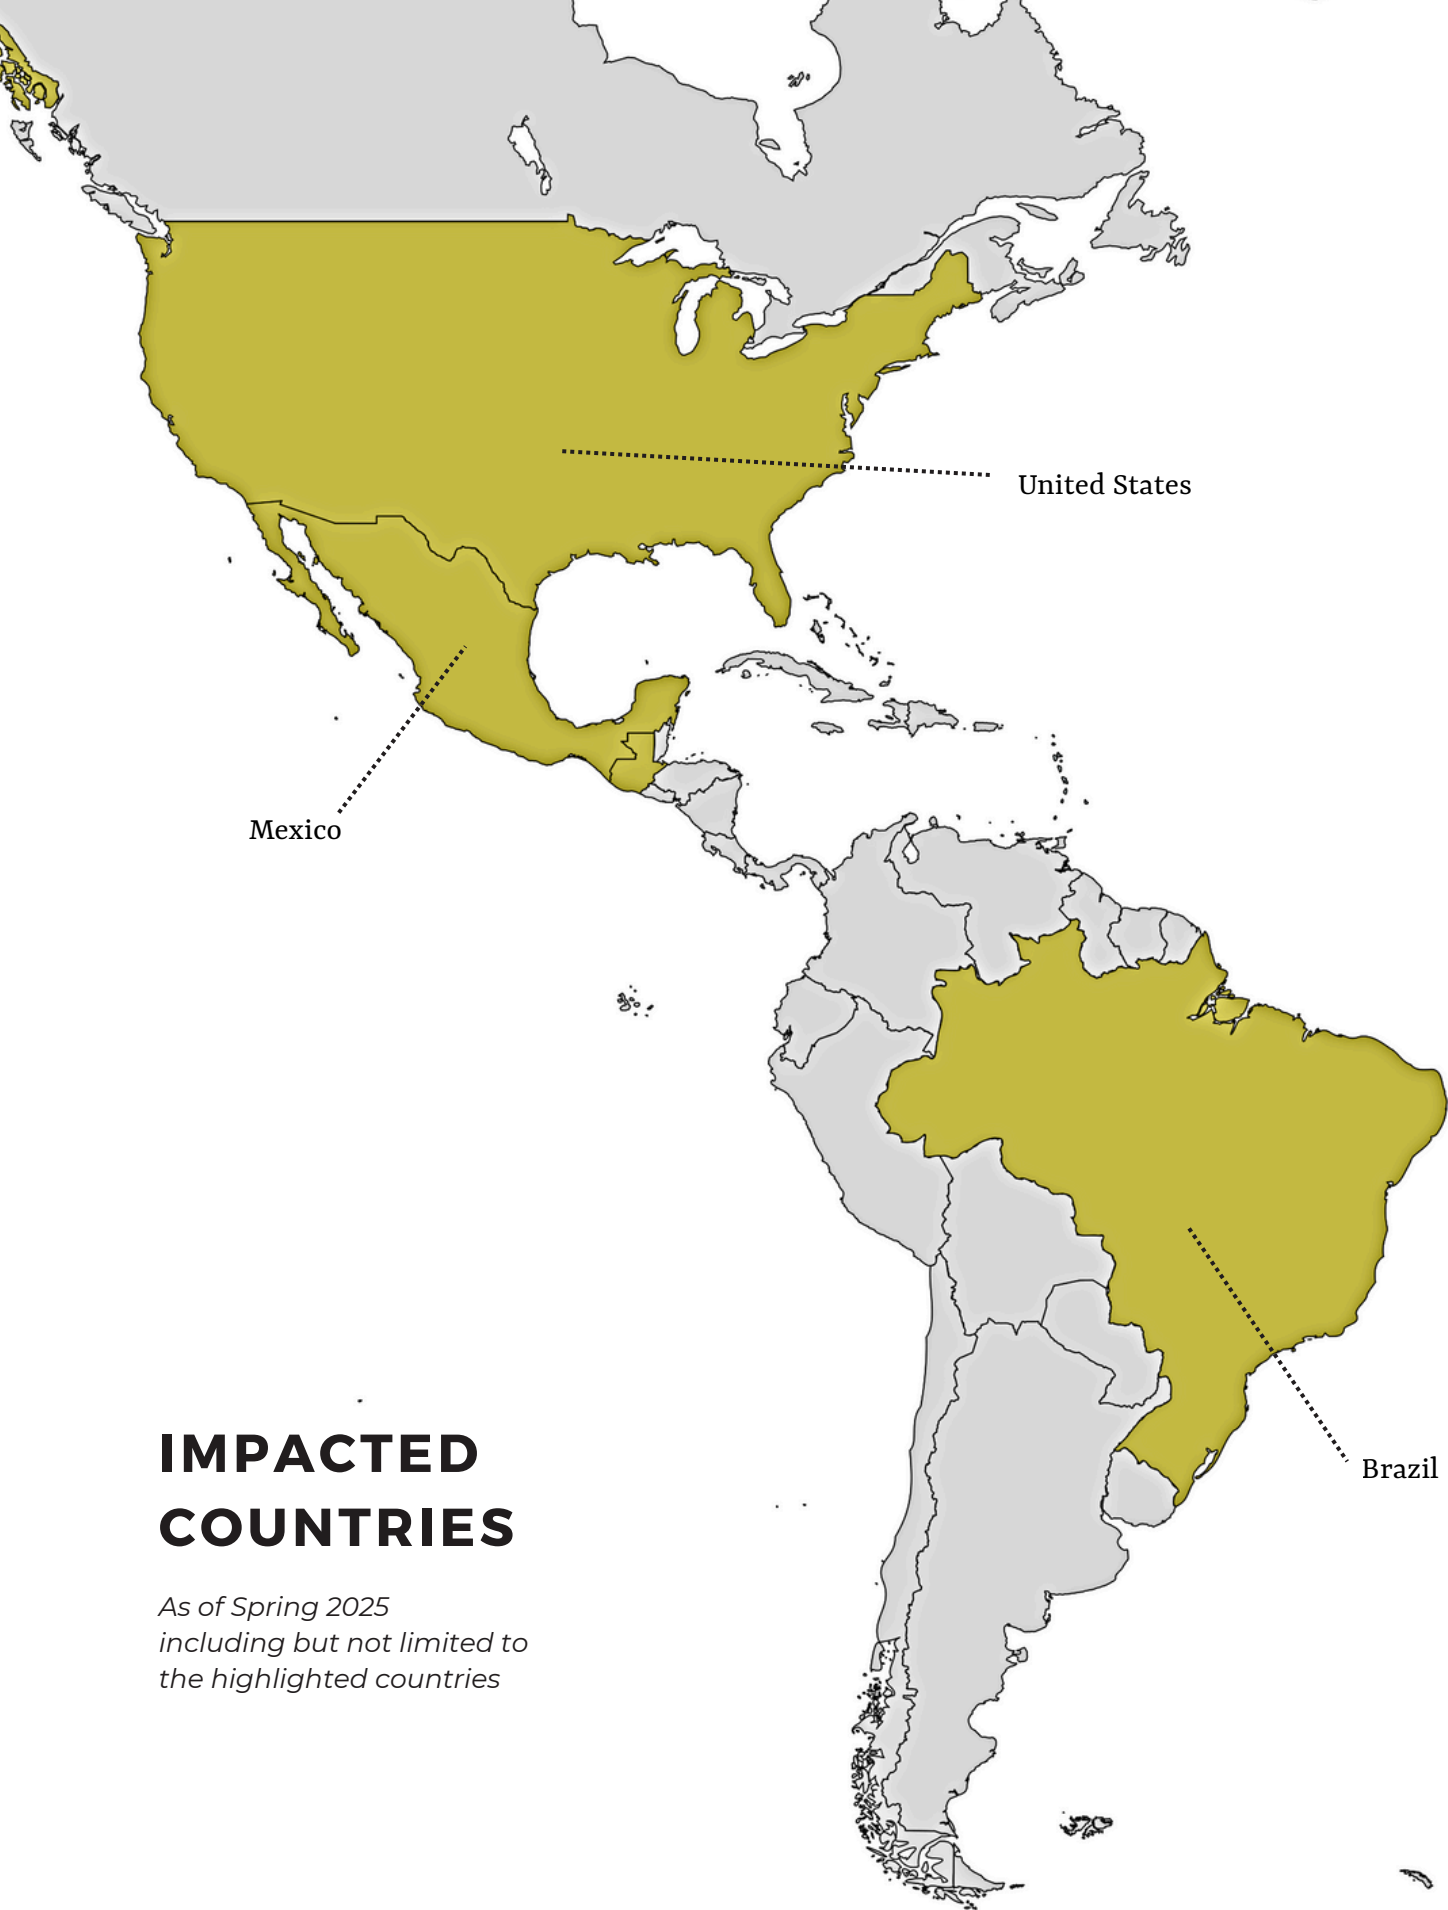 United States
Mexico
Brazil
IMPACTED
COUNTRIES
As of Spring 2025
including but not limited to
the highlighted countries